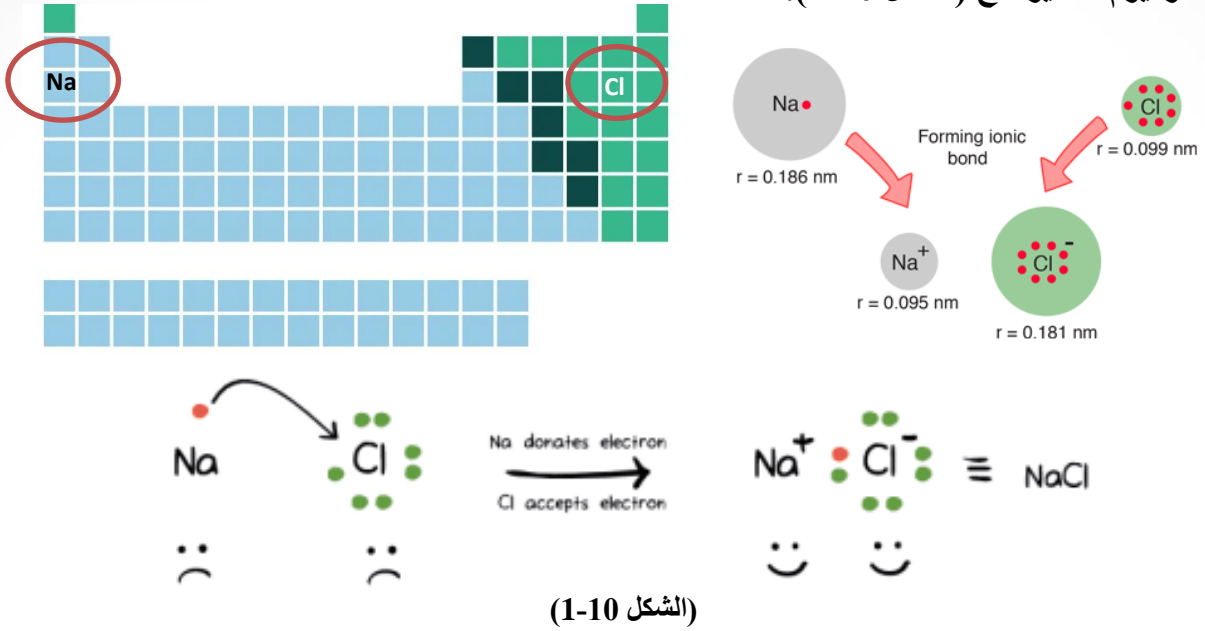 Na
Cl
Na
Cl
r = 0.186 nm
Forming ionic
bond
r = 0.099 nm
Na+
Cl-
r = 0.095 nm
r = 0.181 nm
Na
Cl
Na donates electron
Cl accepts electron
Na+
Cl-
≡
NaCl
(الشكل 10-1)